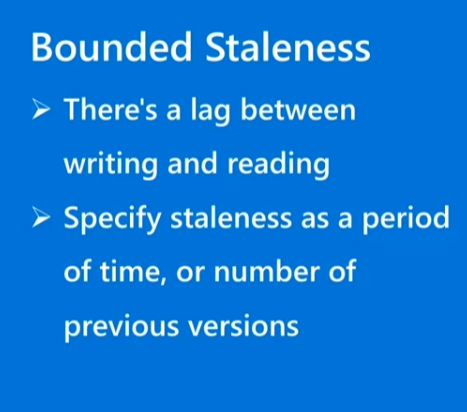 Bounded Staleness
➢ There's a lag between
writing and reading
➢ Specify staleness as a period
of time, or number of
previous versions